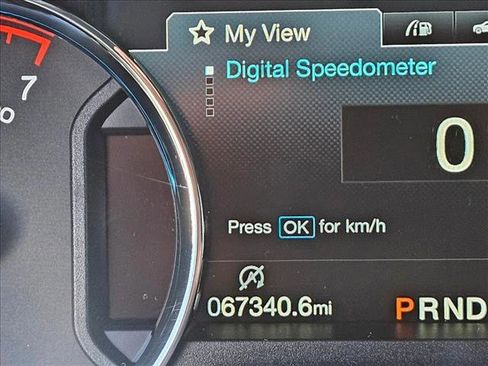 My View
Digital Speedometer
7
0
Press OK for km/h
067340.6mi
PRND